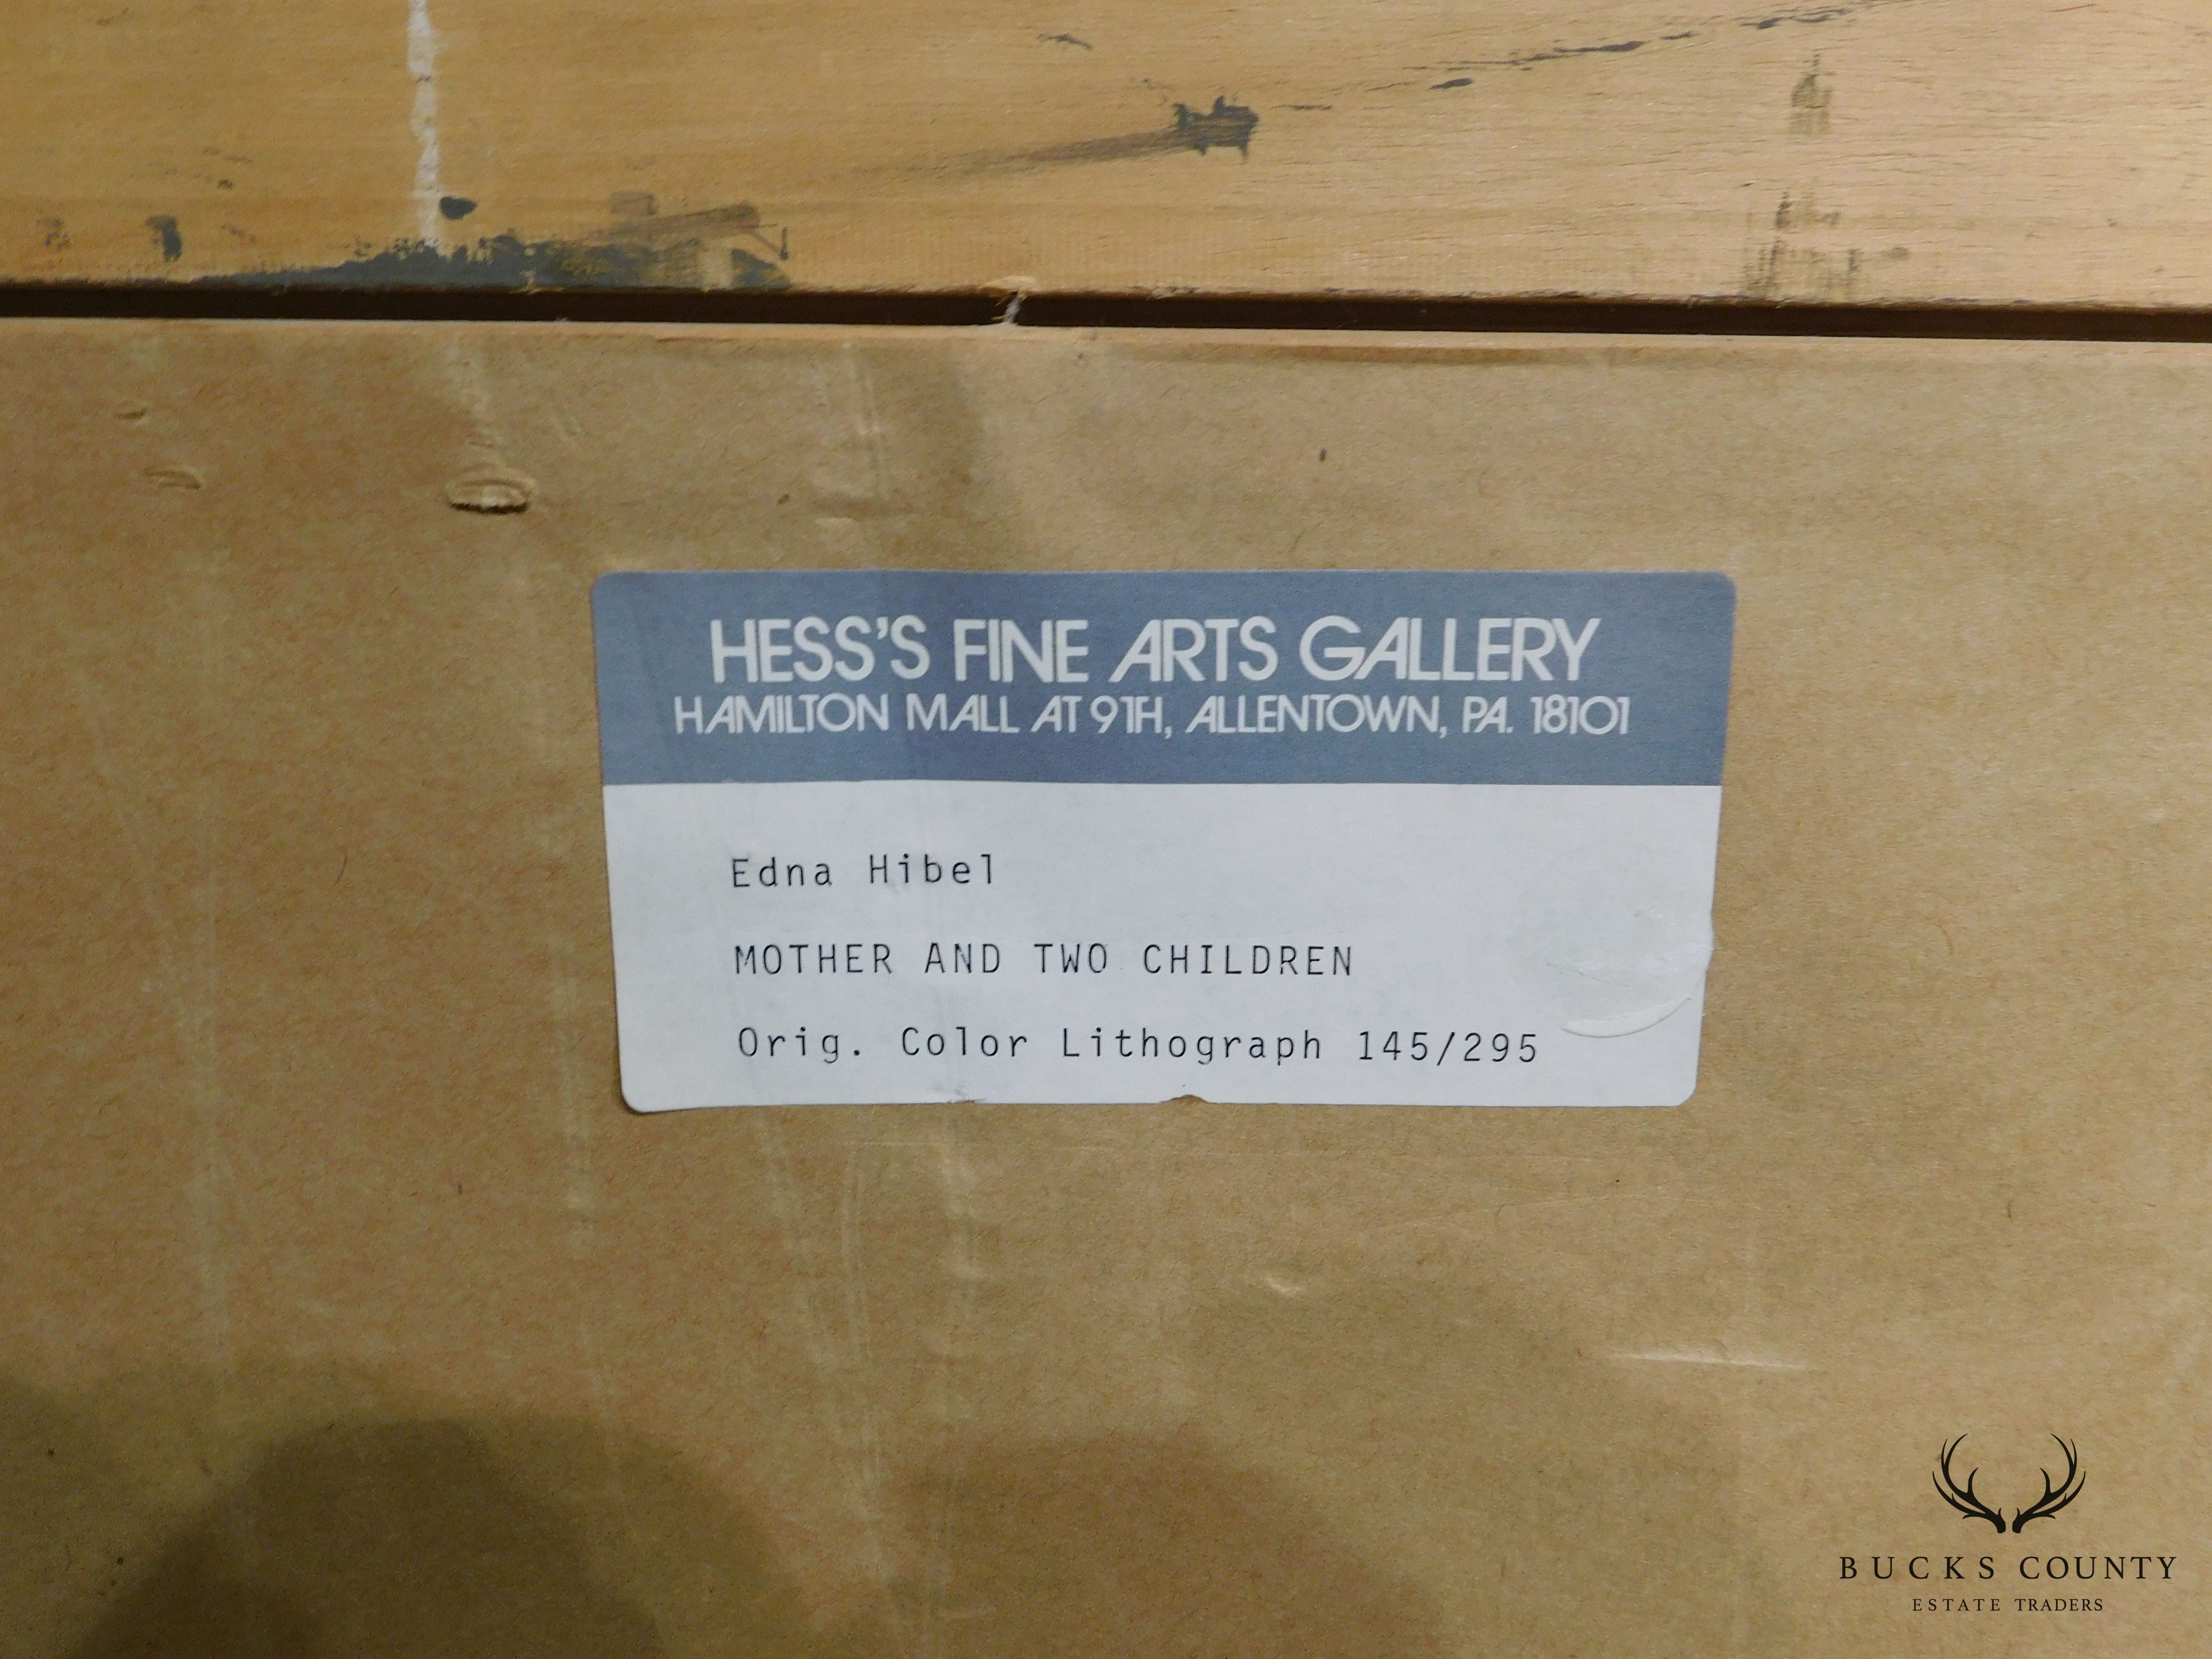 HESS'S FINE ARTS GALLERY
HAMILTON MALL AT 9TH, ALLENTOWN, PA. 18101
Edna Hibel
MOTHER AND TWO CHILDREN
Orig. Color Lithograph 145/295
BUCKS COUNTY
ESTATE TRADERS